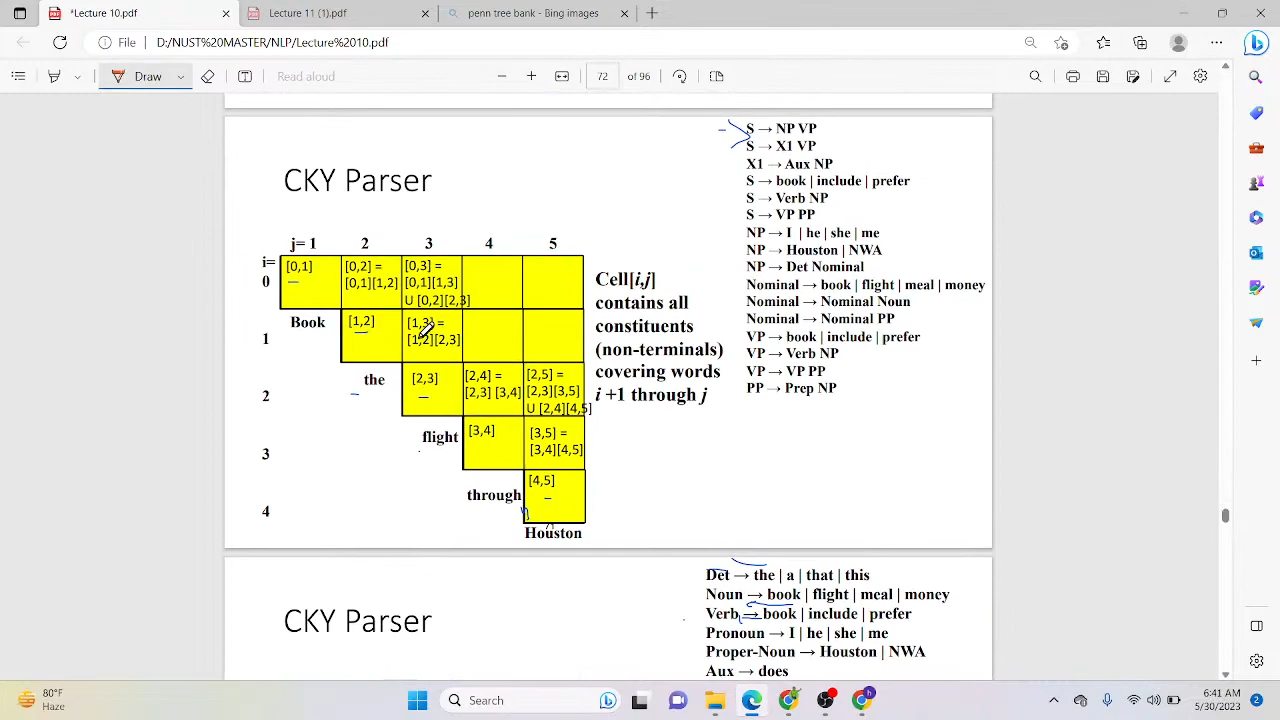 *Lecture 10.pdf
Lecture 11 (1).pdf
penn tree bank - Bing images
File
D:/NUST%20MASTER/NLP/Lecture%2010.pdf
Draw
Read aloud
72 of 96
CKY Parser
S → NP VP
S → X1 VP
X1 → Aux NP
S → book | include | prefer
S → Verb NP
S → VP PP
NP → I | he | she | me
NP → Houston | NWA
NP → Det Nominal
Nominal → book | flight | meal | money
Nominal → Nominal Noun
Nominal → Nominal PP
VP → book | include | prefer
VP → Verb NP
VP → VP PP
PP → Prep NP
j= 1 2 3 4 5
i=
0
[0,1]
[0,2] =
[0,1][1,2]
[0,3] =
[0,1][1,3]
U [0,2][2,3]
Book
1
[1,2]
[1,3] =
[1,2][2,3]
the
2
[2,3]
[2,4] =
[2,3] [3,4]
[2,5] =
[2,3][3,5]
U [2,4][4,5]
flight
3
[3,4]
[3,5] =
[3,4][4,5]
through
4
[4,5]
Houston
Cell[i,j]
contains all
constituents
(non-terminals)
covering words
i +1 through j
CKY Parser
Det → the | a | that | this
Noun → book | flight | meal | money
Verb → book | include | prefer
Pronoun → I | he | she | me
Proper-Noun → Houston | NWA
Aux → does
80°F
Haze
Search
6:41 AM
5/30/2023
2